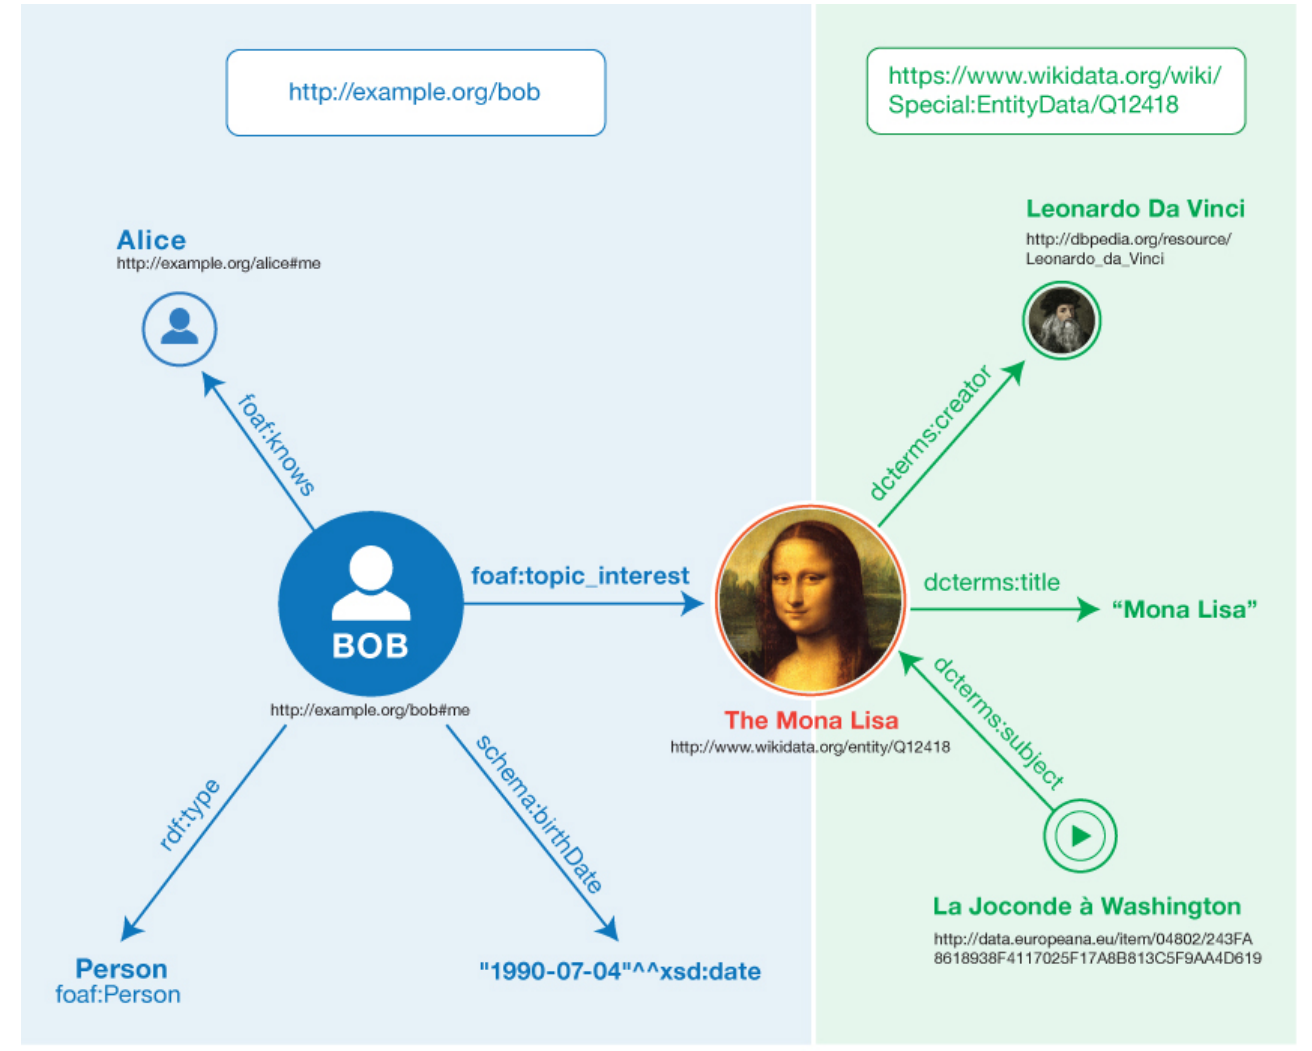 http://example.org/bob
https://www.wikidata.org/wiki/
Special:EntityData/Q12418
Alice
http://example.org/alice#me
Leonardo Da Vinci
http://dbpedia.org/resource/
Leonardo_da_Vinci
foaf:knows
dcterms:creator
foaf:topic_interest
dcterms:title
"Mona Lisa"
BOB
http://example.org/bob#me
The Mona Lisa
http://www.wikidata.org/entity/Q12418
dcterms:subject
rdf:type
schema:birthDate
La Joconde à Washington
http://data.europeana.eu/item/04802/243FA
8618938F4117025F17A8B813C5F9AA4D619
Person
foaf:Person
"1990-07-04"^^xsd:date